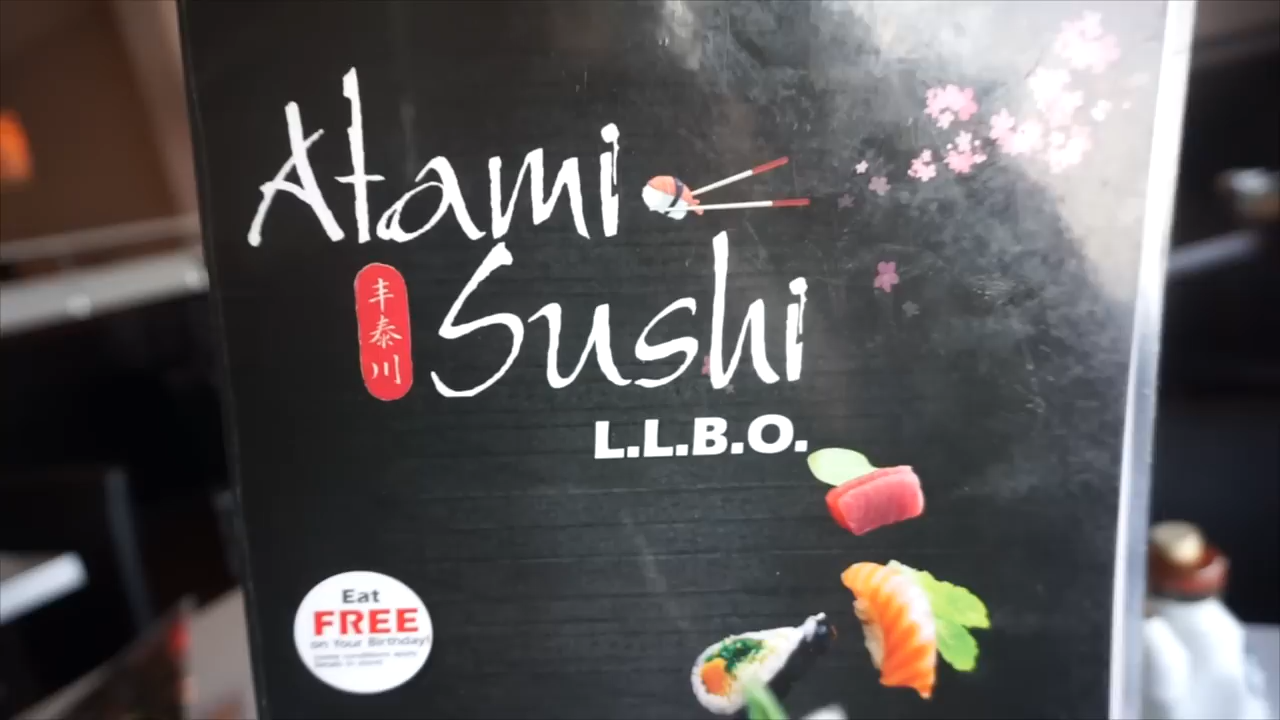 Atami
Sushi
丰泰川
L.L.B.O.
Eat
FREE
on Your Birthday!